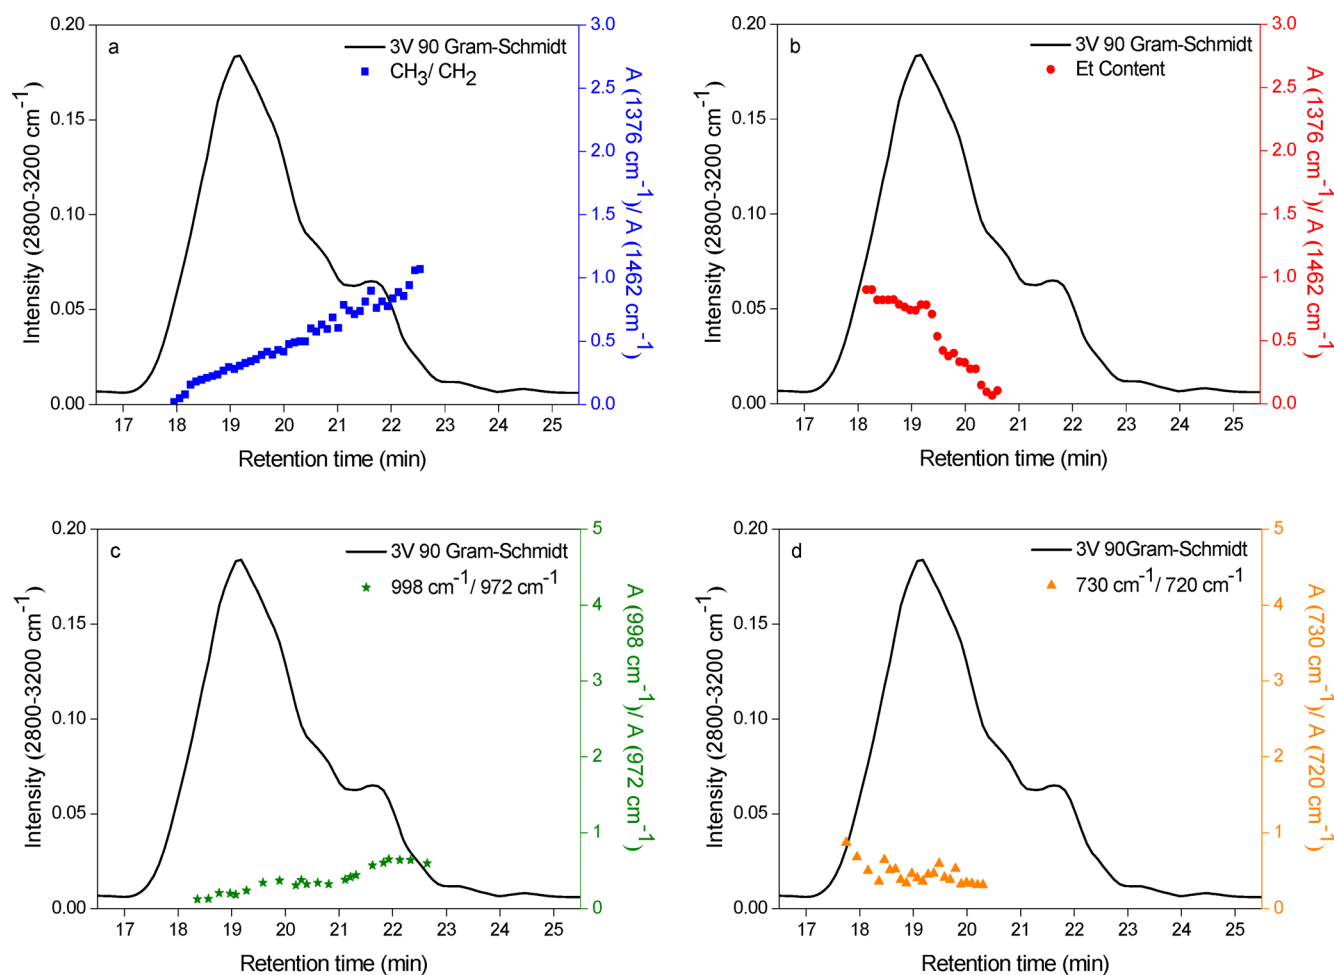 a
3V 90 Gram-Schmidt
CH3/ CH2
0.20
0.15
0.10
0.05
0.00
3.0
2.5
2.0
1.5
1.0
0.5
0.0
17 18 19 20 21 22 23 24 25
Intensity (2800-3200 cm-1)
A (1376 cm-1)/ A (1462 cm-1)
Retention time (min)
b
3V 90 Gram-Schmidt
Et Content
0.20
0.15
0.10
0.05
0.00
3.0
2.5
2.0
1.5
1.0
0.5
0.0
17 18 19 20 21 22 23 24 25
Intensity (2800-3200 cm-1)
A (1376 cm-1)/ A (1462 cm-1)
Retention time (min)
c
3V 90 Gram-Schmidt
998 cm-1/ 972 cm-1
0.20
0.15
0.10
0.05
0.00
5
4
3
2
1
0
17 18 19 20 21 22 23 24 25
Intensity (2800-3200 cm-1)
A (998 cm-1)/ A (972 cm-1)
Retention time (min)
d
3V 90Gram-Schmidt
730 cm-1/ 720 cm-1
0.20
0.15
0.10
0.05
0.00
5
4
3
2
1
0
17 18 19 20 21 22 23 24 25
Intensity (2800-3200 cm-1)
A (730 cm-1)/ A (720 cm-1)
Retention time (min)